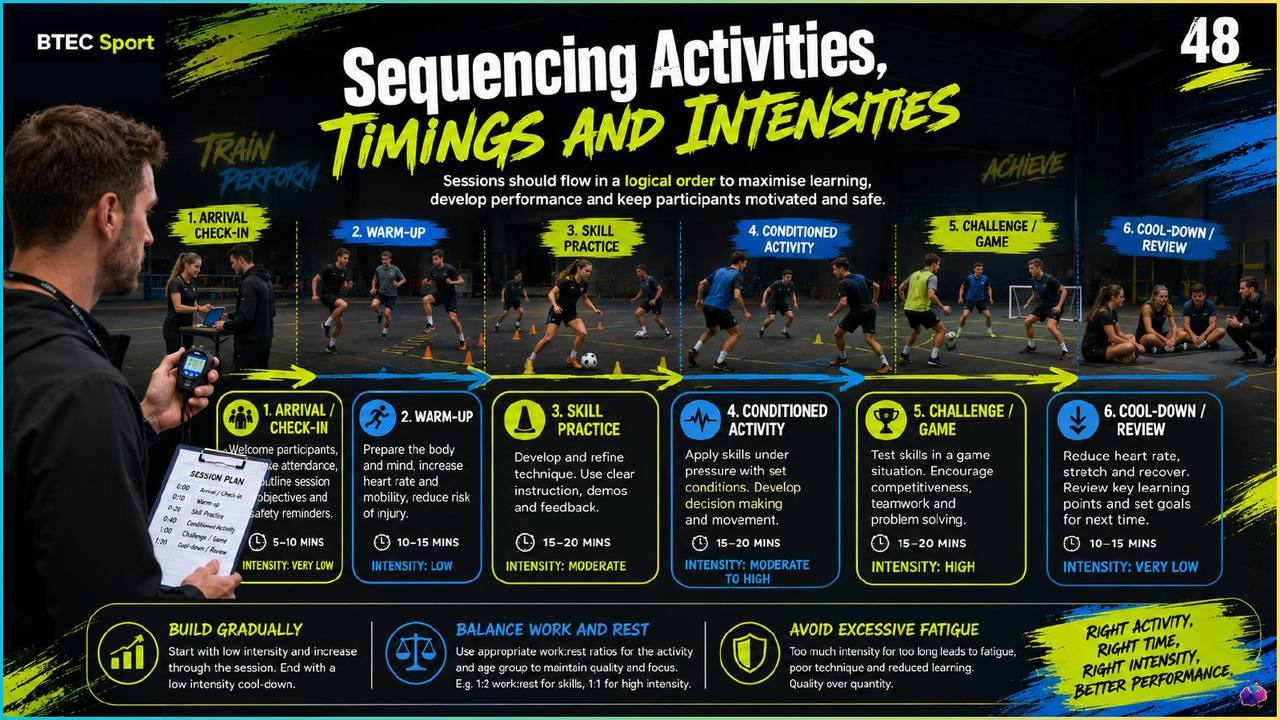 BTEC Sport
48
Sequencing Activities,
TIMINGS AND INTENSITIES
TRAIN
PERFORM
ACHIEVE
Sessions should flow in a logical order to maximise learning,
develop performance and keep participants motivated and safe.
1. ARRIVAL
CHECK-IN
2. WARM-UP
3. SKILL
PRACTICE
4. CONDITIONED
ACTIVITY
5. CHALLENGE /
GAME
6. COOL-DOWN /
REVIEW
1. ARRIVAL /
CHECK-IN
Welcome participants,
attendance,
outline session
objectives and
safety reminders.
5–10 MINS
INTENSITY: VERY LOW
2. WARM-UP
Prepare the body
and mind, increase
heart rate and
mobility, reduce risk
of injury.
10–15 MINS
INTENSITY: LOW
3. SKILL
PRACTICE
Develop and refine
technique. Use clear
instruction, demos
and feedback.
15–20 MINS
INTENSITY: MODERATE
4. CONDITIONED
ACTIVITY
Apply skills under
pressure with set
conditions. Develop
decision making
and movement.
15–20 MINS
INTENSITY: MODERATE
TO HIGH
5. CHALLENGE /
GAME
Test skills in a game
situation. Encourage
competitiveness,
teamwork and
problem solving.
15–20 MINS
INTENSITY: HIGH
6. COOL-DOWN /
REVIEW
Reduce heart rate,
stretch and recover.
Review key learning
points and set goals
for next time.
10–15 MINS
INTENSITY: VERY LOW
SESSION PLAN
0:00 Arrival / Check-in
0:10 Warm-up
0:20 Skill Practice
0:40 Conditioned Activity
1:00 Challenge / Game
1:20 Cool-down / Review
BUILD GRADUALLY
Start with low intensity and increase
through the session. End with a
low intensity cool-down.
BALANCE WORK AND REST
Use appropriate work:rest ratios for the activity
and age group to maintain quality and focus.
E.g. 1:2 work:rest for skills, 1:1 for high intensity.
AVOID EXCESSIVE FATIGUE
Too much intensity for too long leads to fatigue,
poor technique and reduced learning.
Quality over quantity.
RIGHT ACTIVITY,
RIGHT TIME,
RIGHT INTENSITY,
BETTER PERFORMANCE.